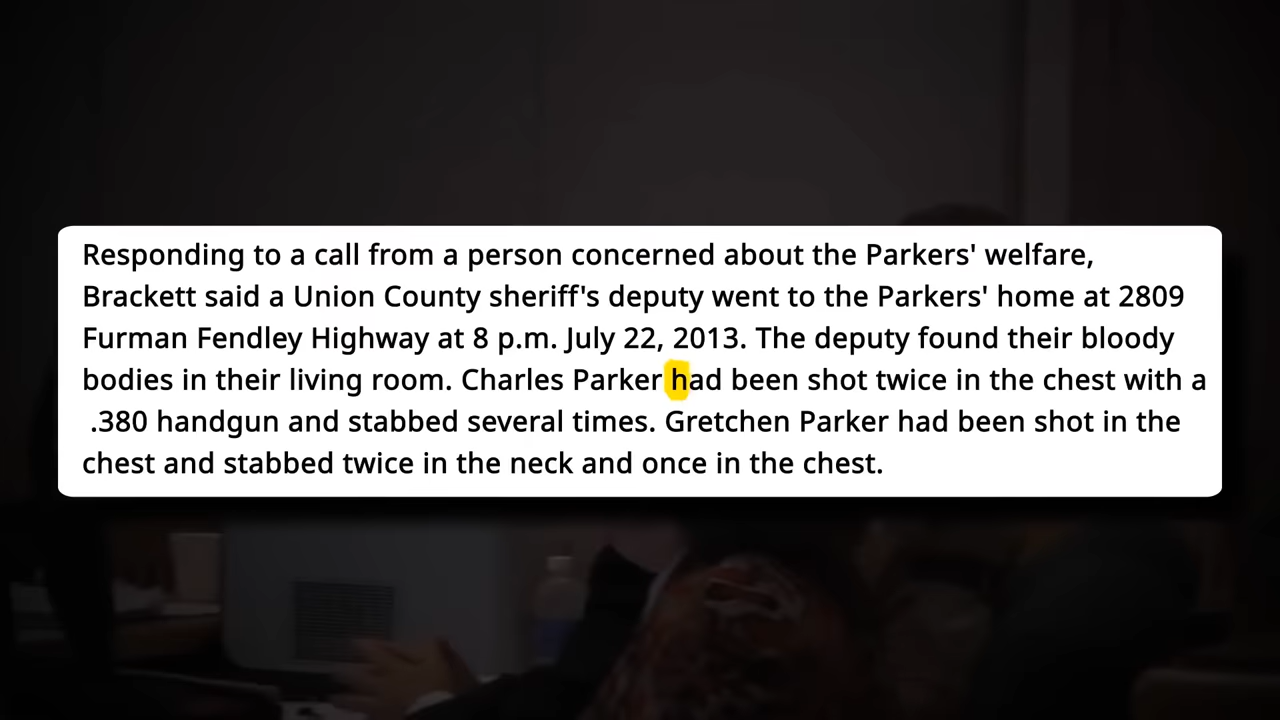 Responding to a call from a person concerned about the Parkers' welfare,
Brackett said a Union County sheriff's deputy went to the Parkers' home at 2809
Furman Fendley Highway at 8 p.m. July 22, 2013. The deputy found their bloody
bodies in their living room. Charles Parker had been shot twice in the chest with a
.380 handgun and stabbed several times. Gretchen Parker had been shot in the
chest and stabbed twice in the neck and once in the chest.